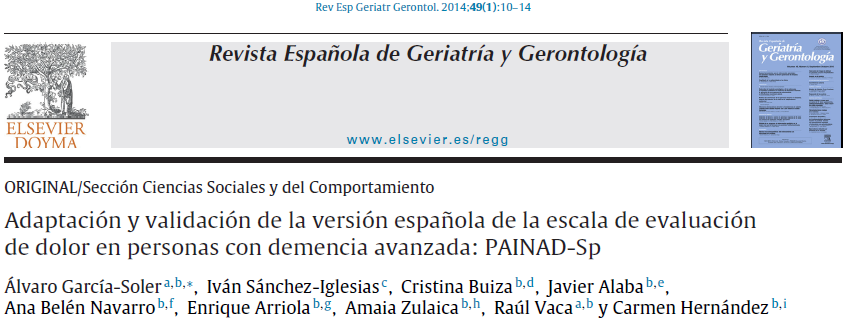 Rev Esp Geriatr Gerontol. 2014;49(1):10–14
Revista Española de Geriatría y Gerontología
Geriatría
y Gerontología
ELSEVIER
DOYMA
www.elsevier.es/regg
ORIGINAL/Sección Ciencias Sociales y del Comportamiento
Adaptación y validación de la versión española de la escala de evaluación
de dolor en personas con demencia avanzada: PAINAD-Sp
Álvaro García-Soler a,b,∗, Iván Sánchez-Iglesias c, Cristina Buiza b,d, Javier Alaba b,e,
Ana Belén Navarro b,f, Enrique Arriola b,g, Amaia Zulaica b,h, Raúl Vaca a,b y Carmen Hernández b,i